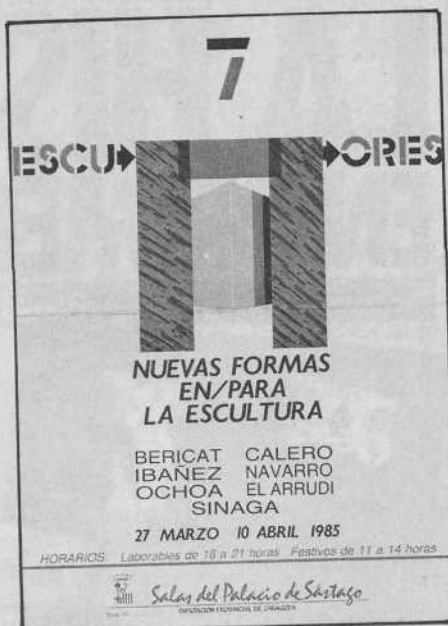 7
ESCU ORES
NUEVAS FORMAS
EN/PARA
LA ESCULTURA
BERICAT CALERO
IBAÑEZ NAVARRO
OCHOA EL ARRUDI
SINAGA
27 MARZO 10 ABRIL 1985
HORARIOS: Laborables de 18 a 21 horas Festivos de 11 a 14 horas
Salas del Palacio de Sástago
DIPUTACION PROVINCIAL DE ZARAGOZA